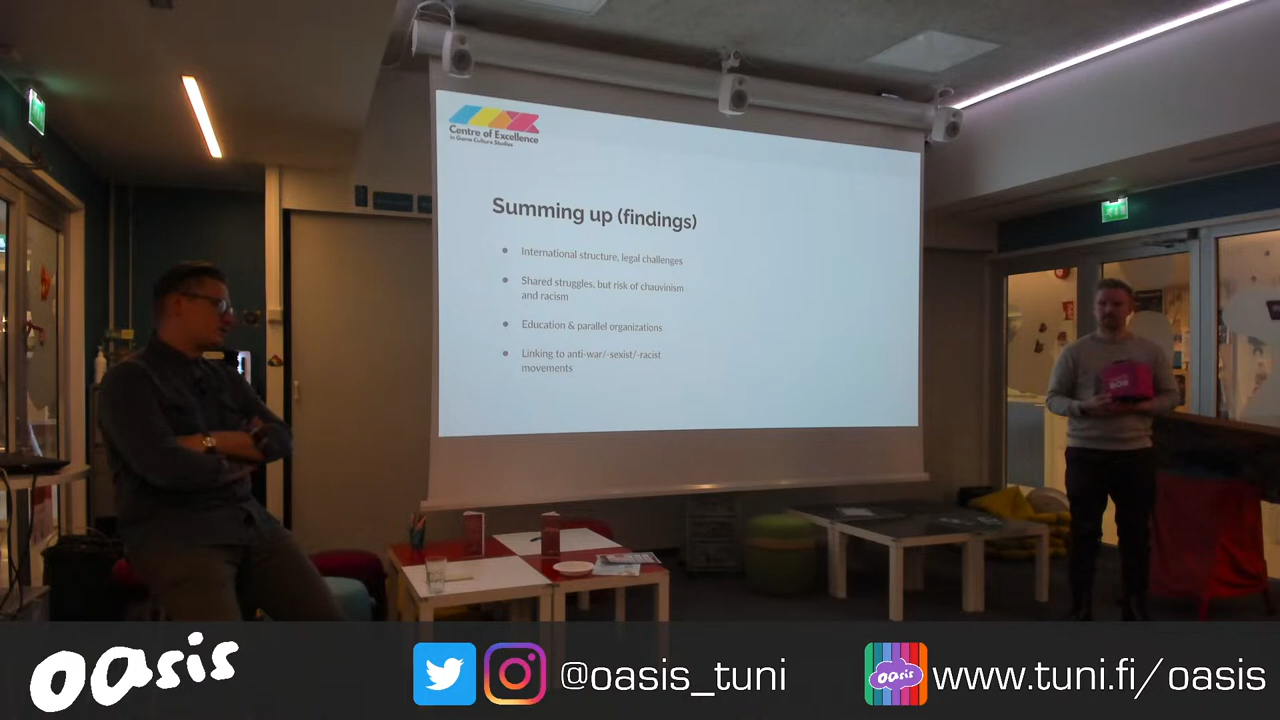 Centre of Excellence
in Game Culture Studies
Summing up (findings)
International structure, legal challenges
Shared struggles, but risk of chauvinism
and racism
Education & parallel organizations
Linking to anti-war/-sexist/-racist
movements
BOX
oasis
@oasis_tuni
oasis
www.tuni.fi/oasis